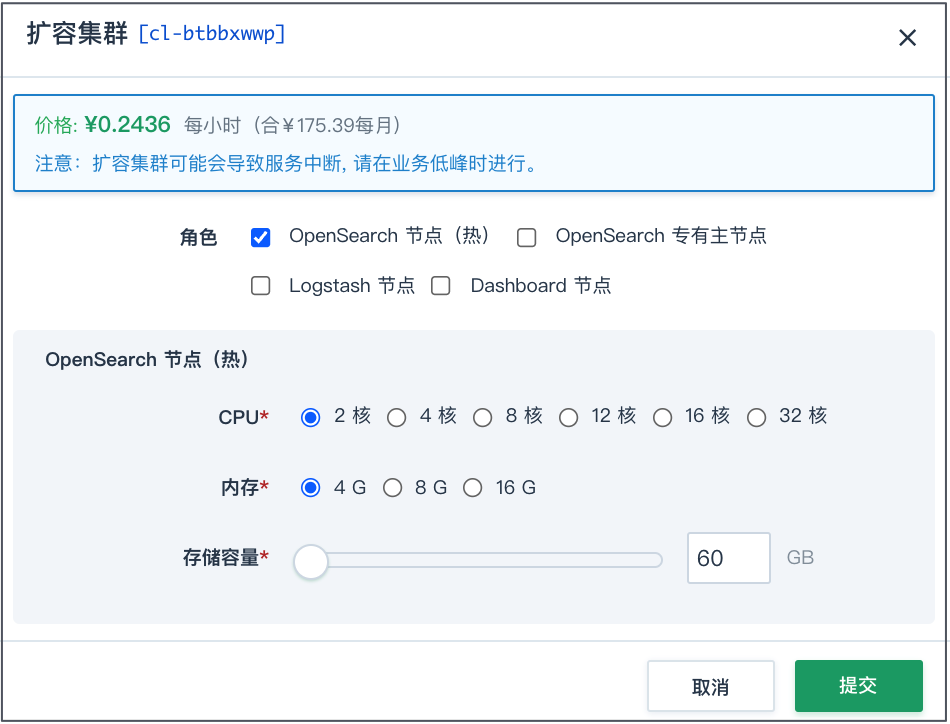 扩容集群 [cl-btbbxwwp]
价格: ¥0.2436 每小时（合¥175.39每月）
注意：扩容集群可能会导致服务中断, 请在业务低峰时进行。
角色 OpenSearch 节点（热） OpenSearch 专有主节点
Logstash 节点 Dashboard 节点
OpenSearch 节点（热）
CPU* 2 核 4 核 8 核 12 核 16 核 32 核
内存* 4 G 8 G 16 G
存储容量* 60 GB
取消 提交